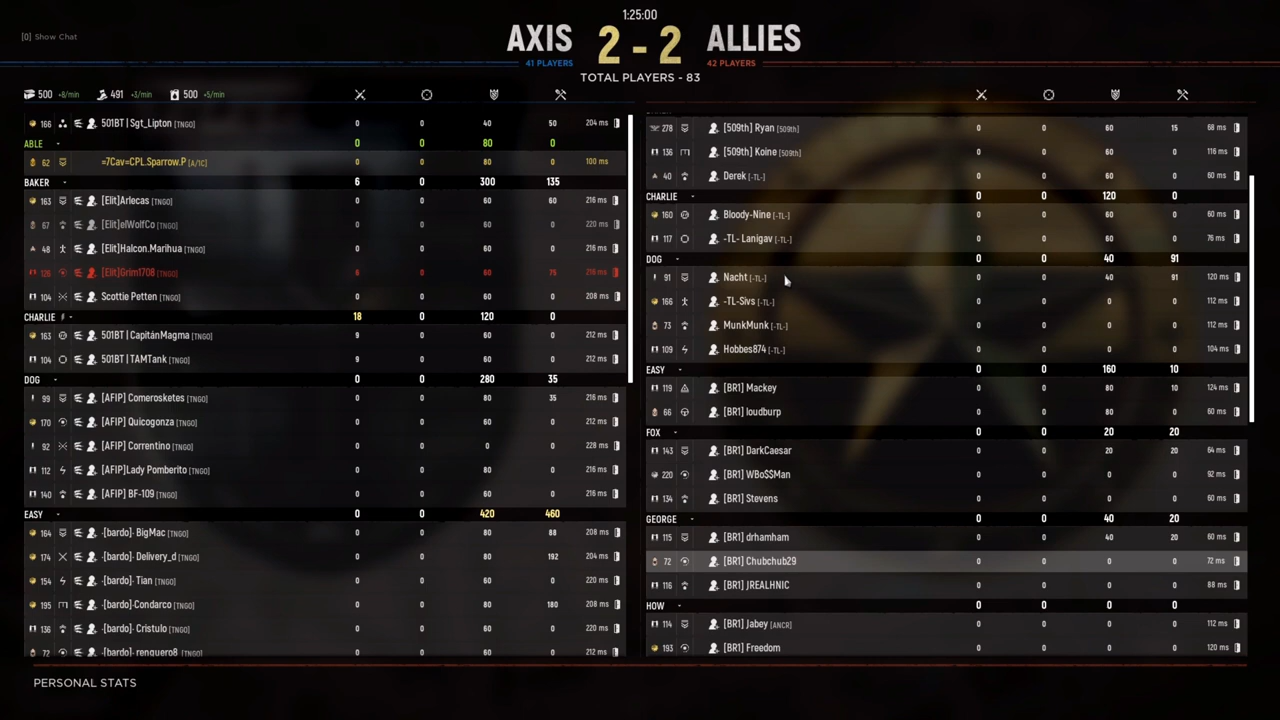 1:25:00
[0] Show Chat
AXIS 2 - 2 ALLIES
41 PLAYERS 42 PLAYERS
TOTAL PLAYERS - 83
500 +8/min 491 +3/min 500 +5/min
166 501BT | Sgt_Lipton [TNGO] 0 0 40 50 204 ms
ABLE 0 0 80 0
62 =7Cav=CPL.Sparrow.P [A/1C] 0 0 80 0 100 ms
BAKER 6 0 300 135
163 [Elit]Arlecas [TNGO] 0 0 60 60 216 ms
67 [Elit]elWolfCo [TNGO] 0 0 60 0 220 ms
48 [Elit]Halcon.Marihua [TNGO] 0 0 60 0 216 ms
126 [Elit]Grim1708 [TNGO] 6 0 60 75 216 ms
104 Scottie Petten [TNGO] 0 0 60 0 208 ms
CHARLIE 18 0 120 0
163 501BT | CapitánMagma [TNGO] 9 0 60 0 212 ms
104 501BT | TAMTank [TNGO] 9 0 60 0 212 ms
DOG 0 0 280 35
99 [AFIP] Comerosketes [TNGO] 0 0 80 35 216 ms
170 [AFIP] Quicogonza [TNGO] 0 0 60 0 212 ms
92 [AFIP] Correntino [TNGO] 0 0 0 0 228 ms
112 [AFIP]Lady Pomberito [TNGO] 0 0 80 0 216 ms
140 [AFIP] BF-109 [TNGO] 0 0 60 0 216 ms
EASY 0 0 420 460
164 -[bardo]- BigMac [TNGO] 0 0 80 88 208 ms
174 -[bardo]- Delivery_d [TNGO] 0 0 80 192 204 ms
154 -[bardo]- Tian [TNGO] 0 0 60 0 220 ms
195 -[bardo]-Condarco [TNGO] 0 0 80 180 208 ms
136 -[bardo]- Cristulo [TNGO] 0 0 60 0 220 ms
72 -[bardo]- renguero8 [TNGO] 0 0 60 0 212 ms
278 [509th] Ryan [509th] 0 0 60 15 68 ms
136 [509th] Koine [509th] 0 0 60 0 116 ms
40 Derek [-TL-] 0 0 60 0 60 ms
CHARLIE 0 0 120 0
160 Bloody-Nine [-TL-] 0 0 60 0 60 ms
117 -TL- Lanigav [-TL-] 0 0 60 0 76 ms
DOG 0 0 40 91
91 Nacht [-TL-] 0 0 40 91 120 ms
166 -TL-Sivs [-TL-] 0 0 0 0 112 ms
73 MunkMunk [-TL-] 0 0 0 0 112 ms
109 Hobbes874 [-TL-] 0 0 0 0 104 ms
EASY 0 0 160 10
119 [BR1] Mackey 0 0 80 10 124 ms
66 [BR1] loudburp 0 0 80 0 60 ms
FOX 0 0 20 20
143 [BR1] DarkCaesar 0 0 20 20 64 ms
220 [BR1] WBo$$Man 0 0 0 0 92 ms
134 [BR1] Stevens 0 0 0 0 60 ms
GEORGE 0 0 40 20
115 [BR1] drhamham 0 0 40 20 60 ms
72 [BR1] Chubchub29 0 0 0 0 72 ms
116 [BR1] JREALHNIC 0 0 0 0 88 ms
HOW 0 0 0 0
114 [BR1] Jabey [ANCR] 0 0 0 0 112 ms
193 [BR1] Freedom 0 0 0 0 120 ms
PERSONAL STATS